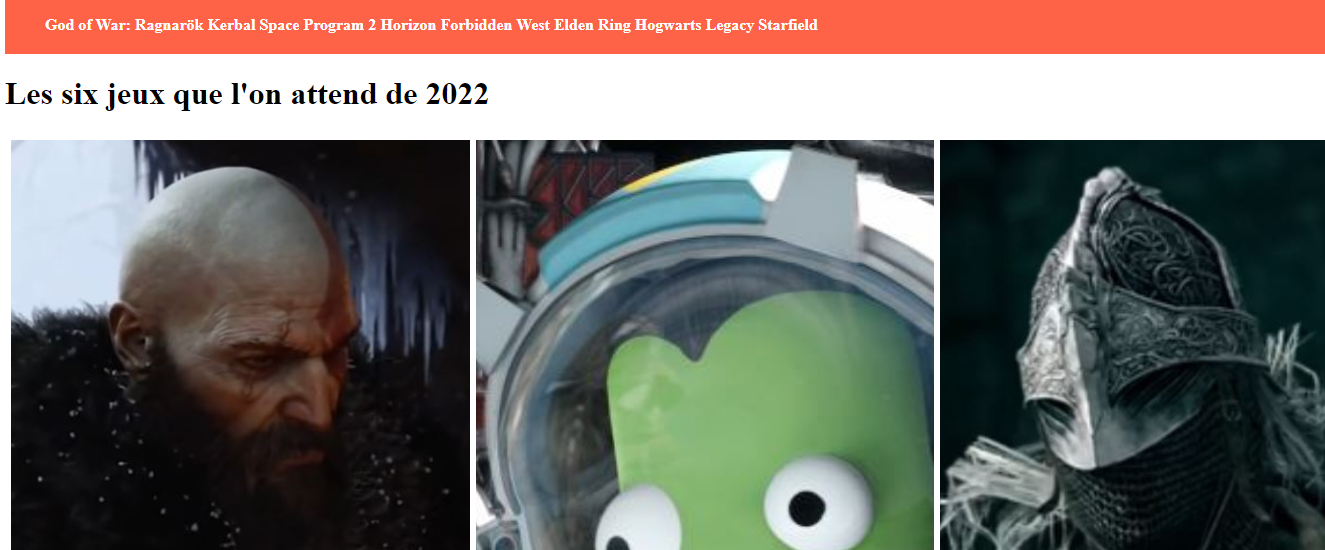 God of War: Ragnarök Kerbal Space Program 2 Horizon Forbidden West Elden Ring Hogwarts Legacy Starfield
Les six jeux que l'on attend de 2022